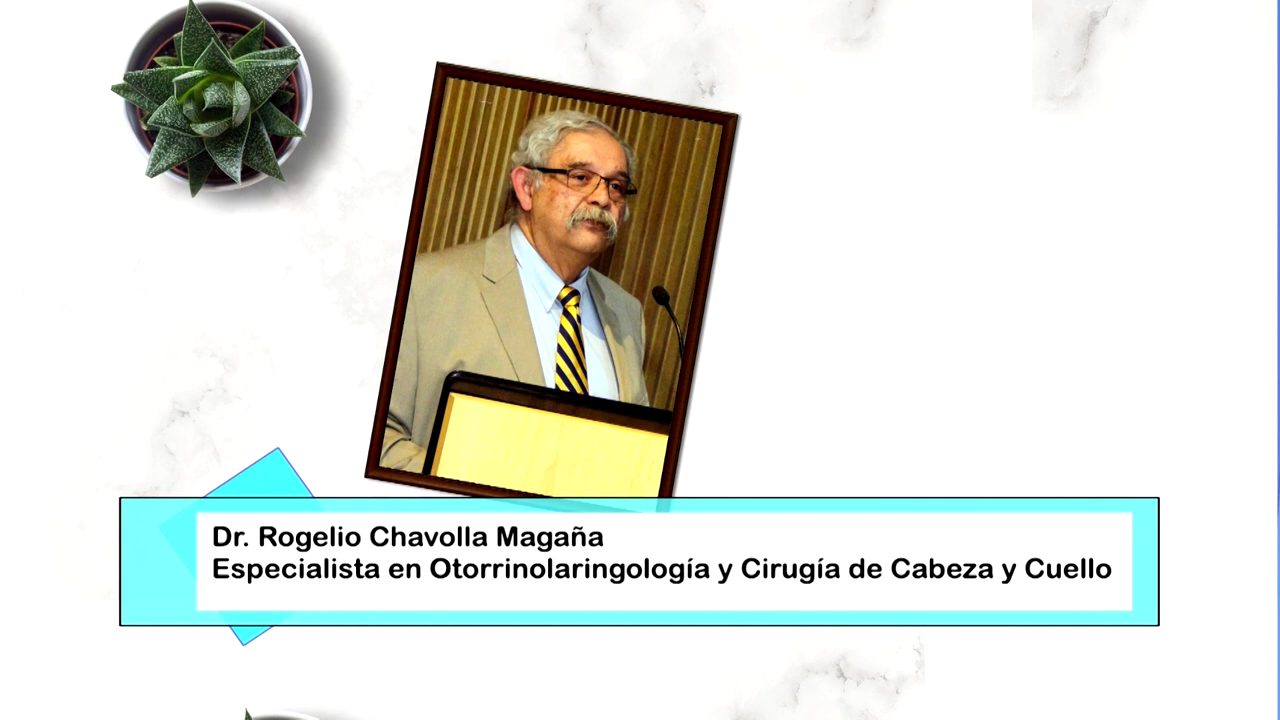 Dr. Rogelio Chavolla Magaña
Especialista en Otorrinolaringología y Cirugía de Cabeza y Cuello